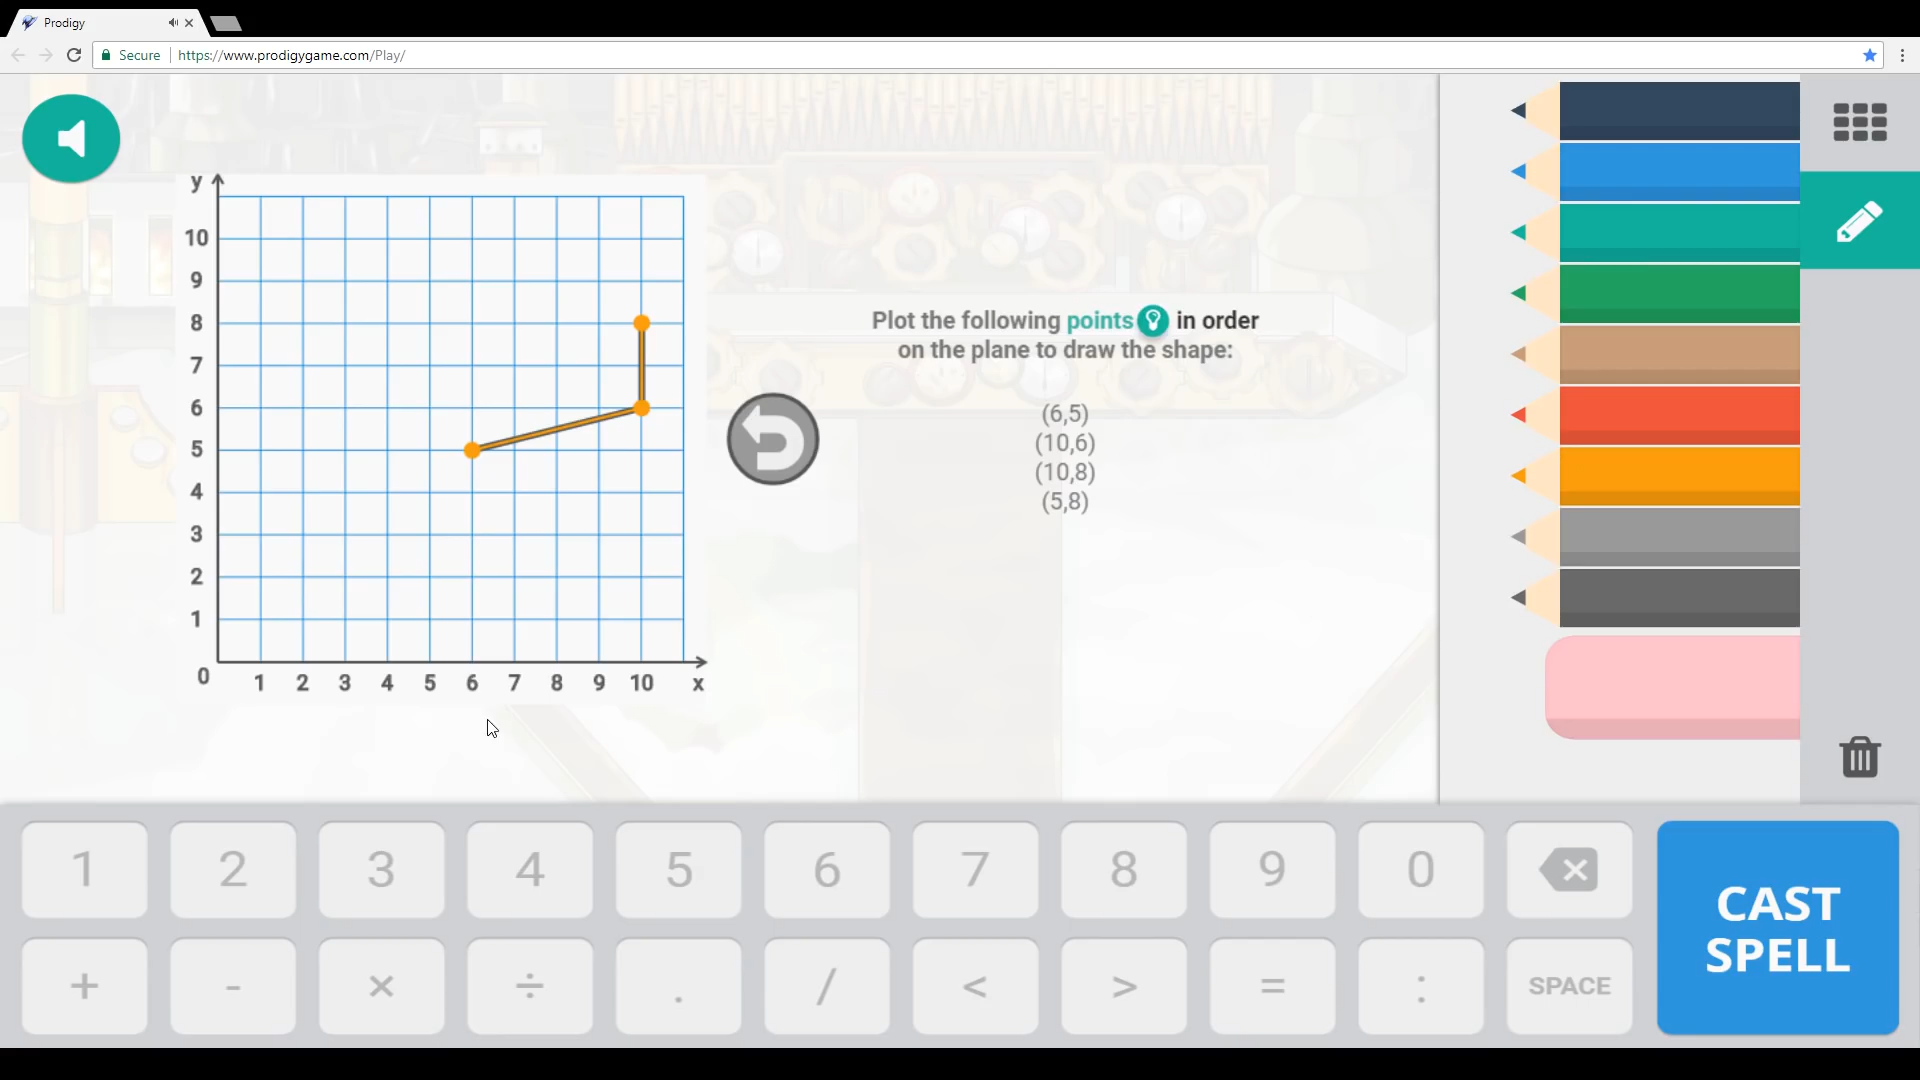 Prodigy
Secure
https://www.prodigygame.com/Play/
y
10
9
8
7
6
5
4
3
2
1
0
1 2 3 4 5 6 7 8 9 10 x
Plot the following points in order
on the plane to draw the shape:
(6,5)
(10,6)
(10,8)
(5,8)
1 2 3 4 5 6 7 8 9 0
+ - × ÷ . / < > = : SPACE
CAST
SPELL